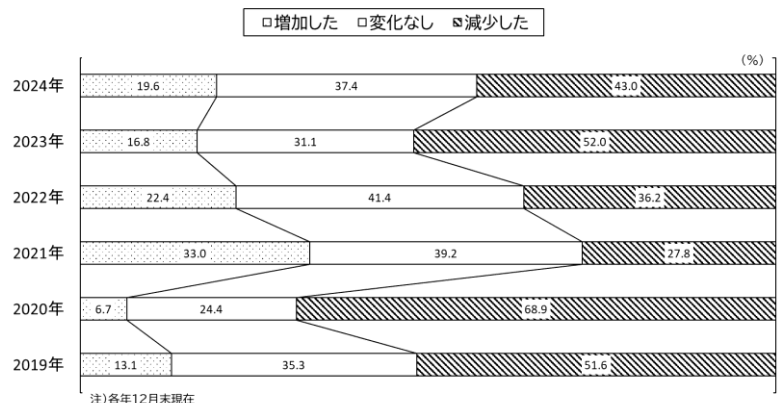 増加した 変化なし 減少した
(%)
2024年 19.6 37.4 43.0
2023年 16.8 31.1 52.0
2022年 22.4 41.4 36.2
2021年 33.0 39.2 27.8
2020年 6.7 24.4 68.9
2019年 13.1 35.3 51.6
注)各年12月末現在